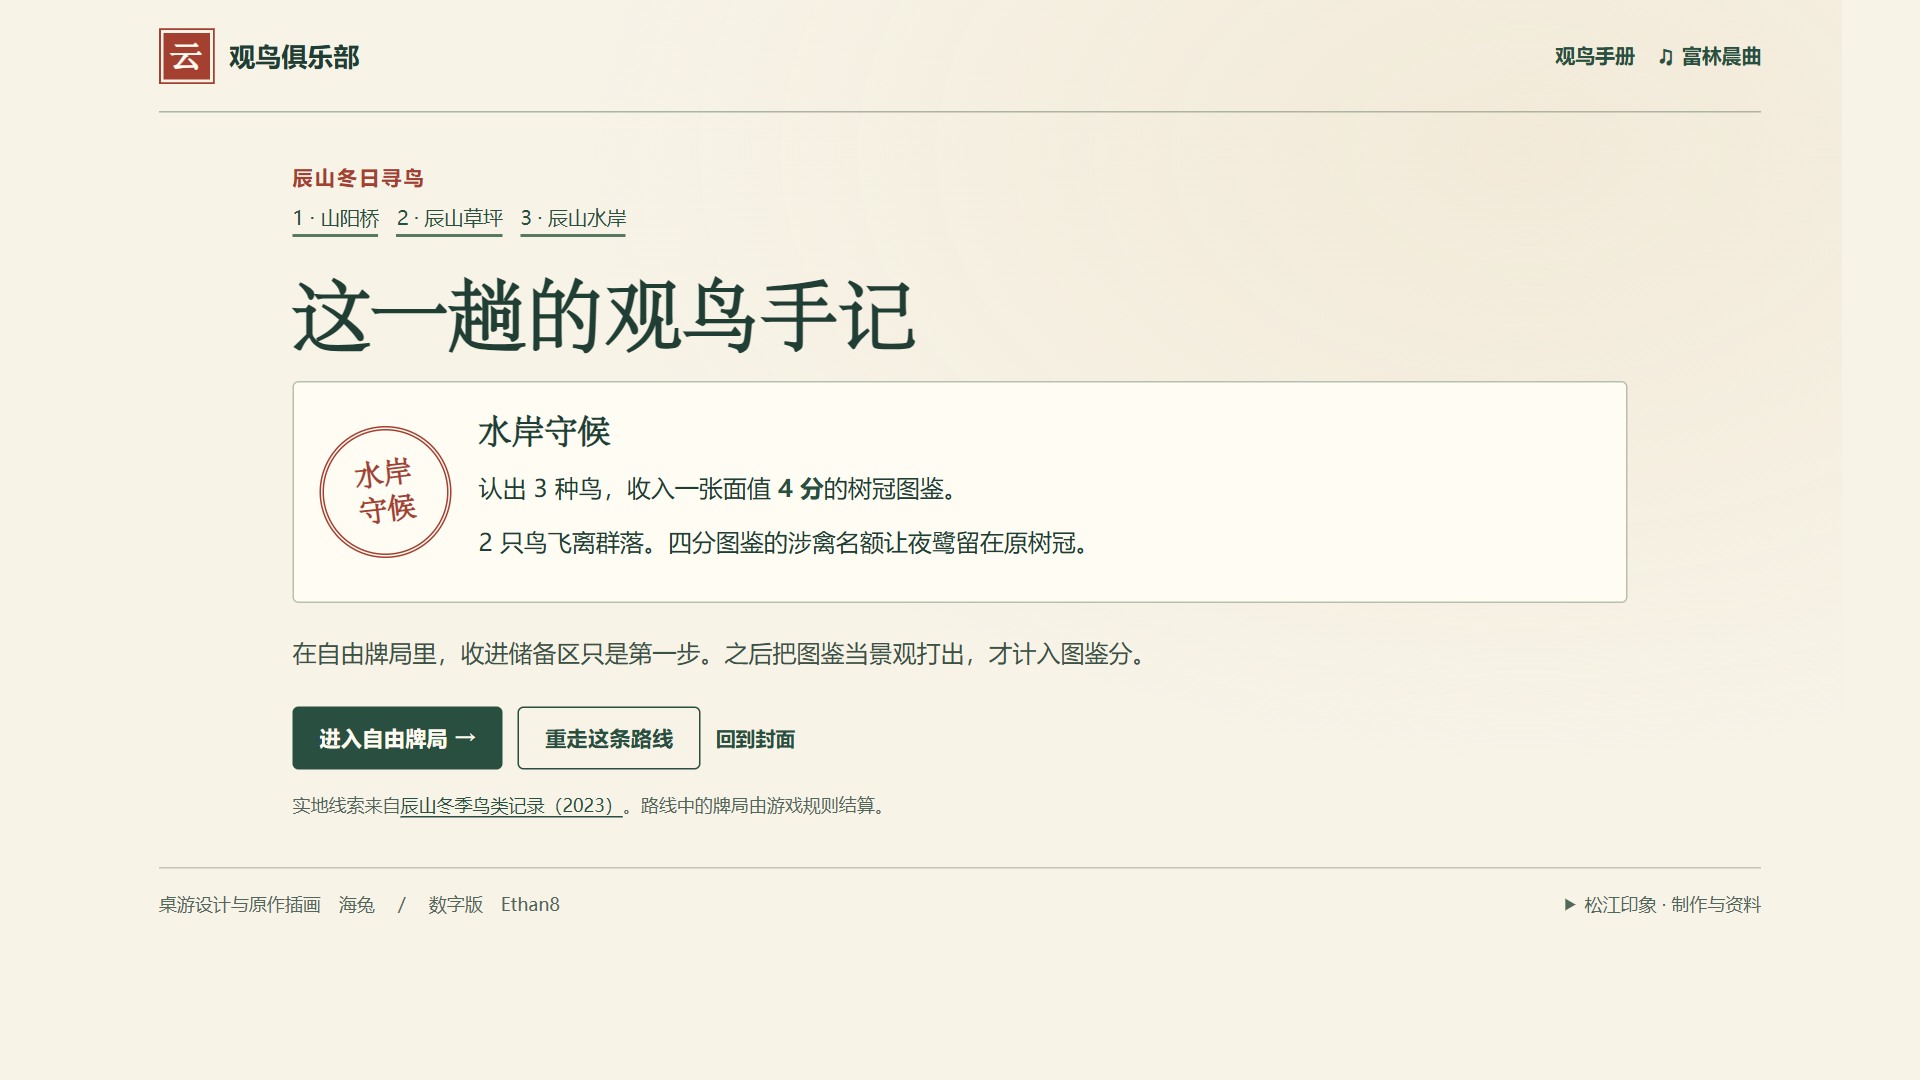 云 观鸟俱乐部
观鸟手册 ♫ 富林晨曲
辰山冬日寻鸟
1 · 山阳桥 2 · 辰山草坪 3 · 辰山水岸
这一趟的观鸟手记
水岸
守候
水岸守候
认出 3 种鸟，收入一张面值 4 分的树冠图鉴。
2 只鸟飞离群落。四分图鉴的涉禽名额让夜鹭留在原树冠。
在自由牌局里，收进储备区只是第一步。之后把图鉴当景观打出，才计入图鉴分。
进入自由牌局 → 重走这条路线 回到封面
实地线索来自辰山冬季鸟类记录（2023）。路线中的牌局由游戏规则结算。
桌游设计与原作插画 海兔 / 数字版 Ethan8
▶ 松江印象 · 制作与资料